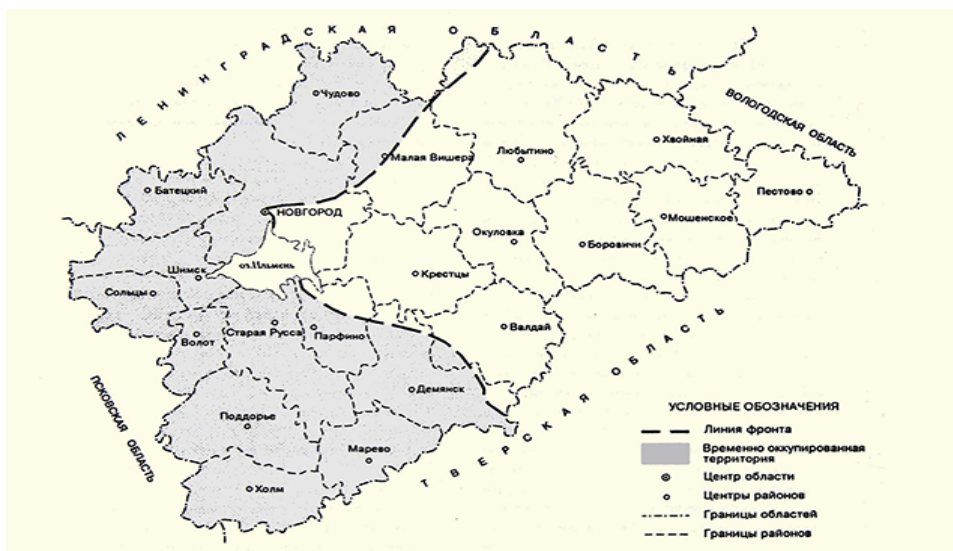 ЛЕНИНГРАДСКАЯ ОБЛАСТЬ
ВОЛОГОДСКАЯ ОБЛАСТЬ
Чудово
Хвойная
Малая Вишера
Любытино
Батецкий
Пестово
НОВГОРОД
Мошенское
Окуловка
Боровичи
оз. Ильмень
Шимск
Крестцы
Сольцы
Старая Русса
Парфино
Валдай
Волот
Демянск
ПСКОВСКАЯ ОБЛАСТЬ
ТВЕРСКАЯ ОБЛАСТЬ
Поддорье
Марево
Холм
УСЛОВНЫЕ ОБОЗНАЧЕНИЯ
Линия фронта
Временно оккупированная
территория
Центр области
Центры районов
Границы областей
Границы районов